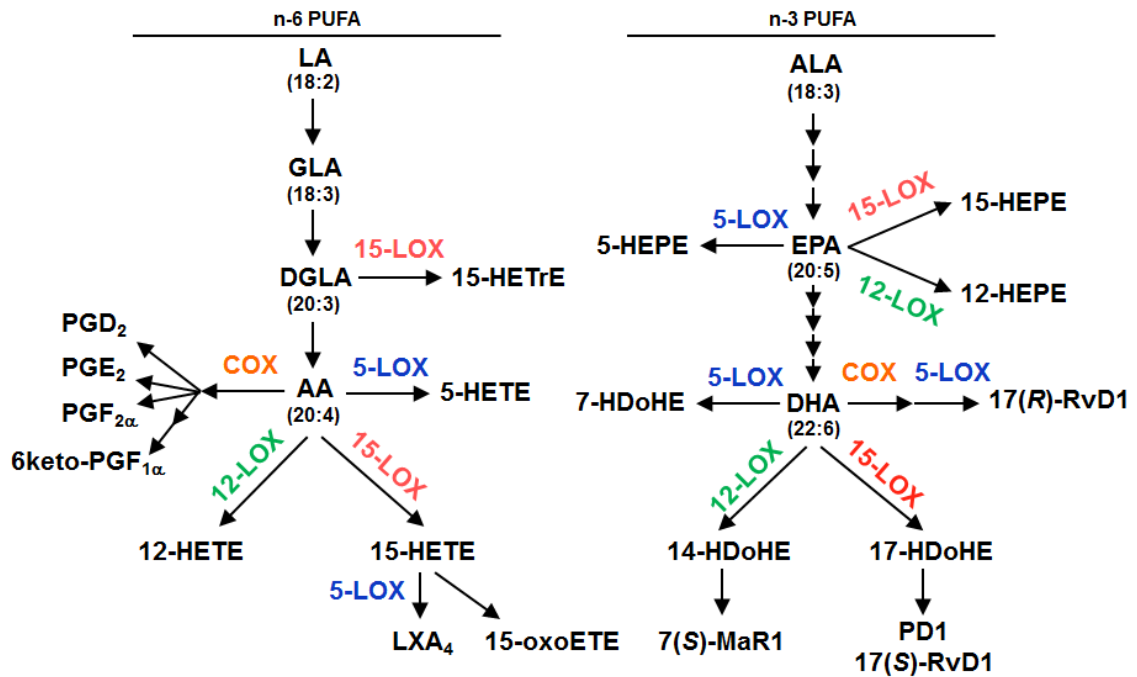 n-6 PUFA
LA
(18:2)
GLA
(18:3)
15-LOX
DGLA
15-HETrE
(20:3)
PGD2
PGE2
COX
AA
5-LOX
5-HETE
(20:4)
PGF2α
6keto-PGF1α
12-LOX
15-LOX
12-HETE
15-HETE
5-LOX
LXA4
15-oxoETE
n-3 PUFA
ALA
(18:3)
15-LOX
15-HEPE
5-LOX
5-HEPE
EPA
(20:5)
12-LOX
12-HEPE
5-LOX
COX
5-LOX
7-HDoHE
DHA
17(R)-RvD1
(22:6)
12-LOX
15-LOX
14-HDoHE
17-HDoHE
7(S)-MaR1
PD1
17(S)-RvD1